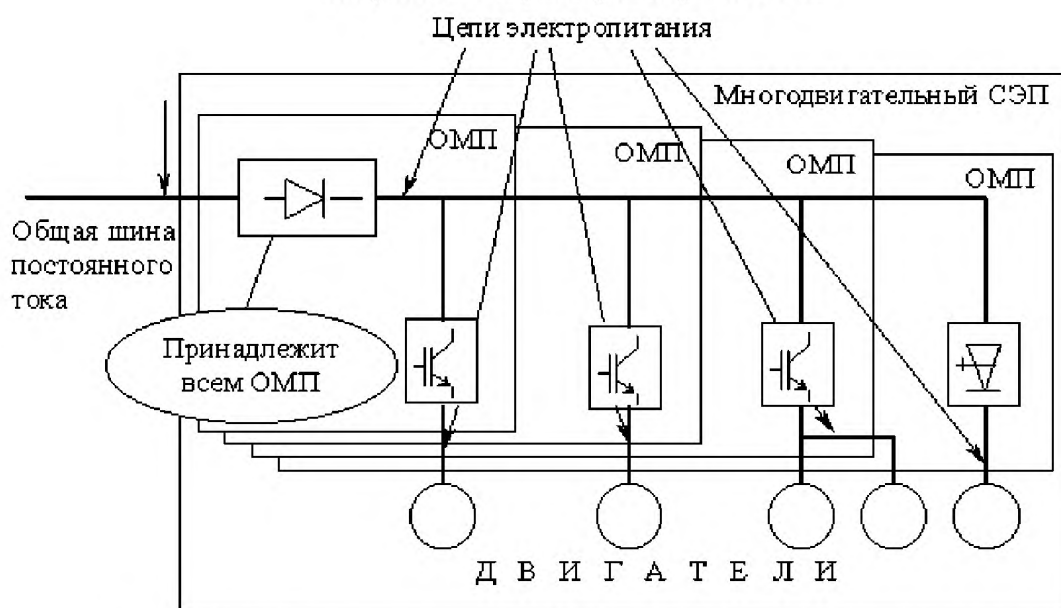 Цепи электропитания
Многодвигательный СЭП
ОМП
ОМП
ОМП
ОМП
Общая шина
постоянного
тока
Принадлежит
всем ОМП
Д В И Г А Т Е Л И